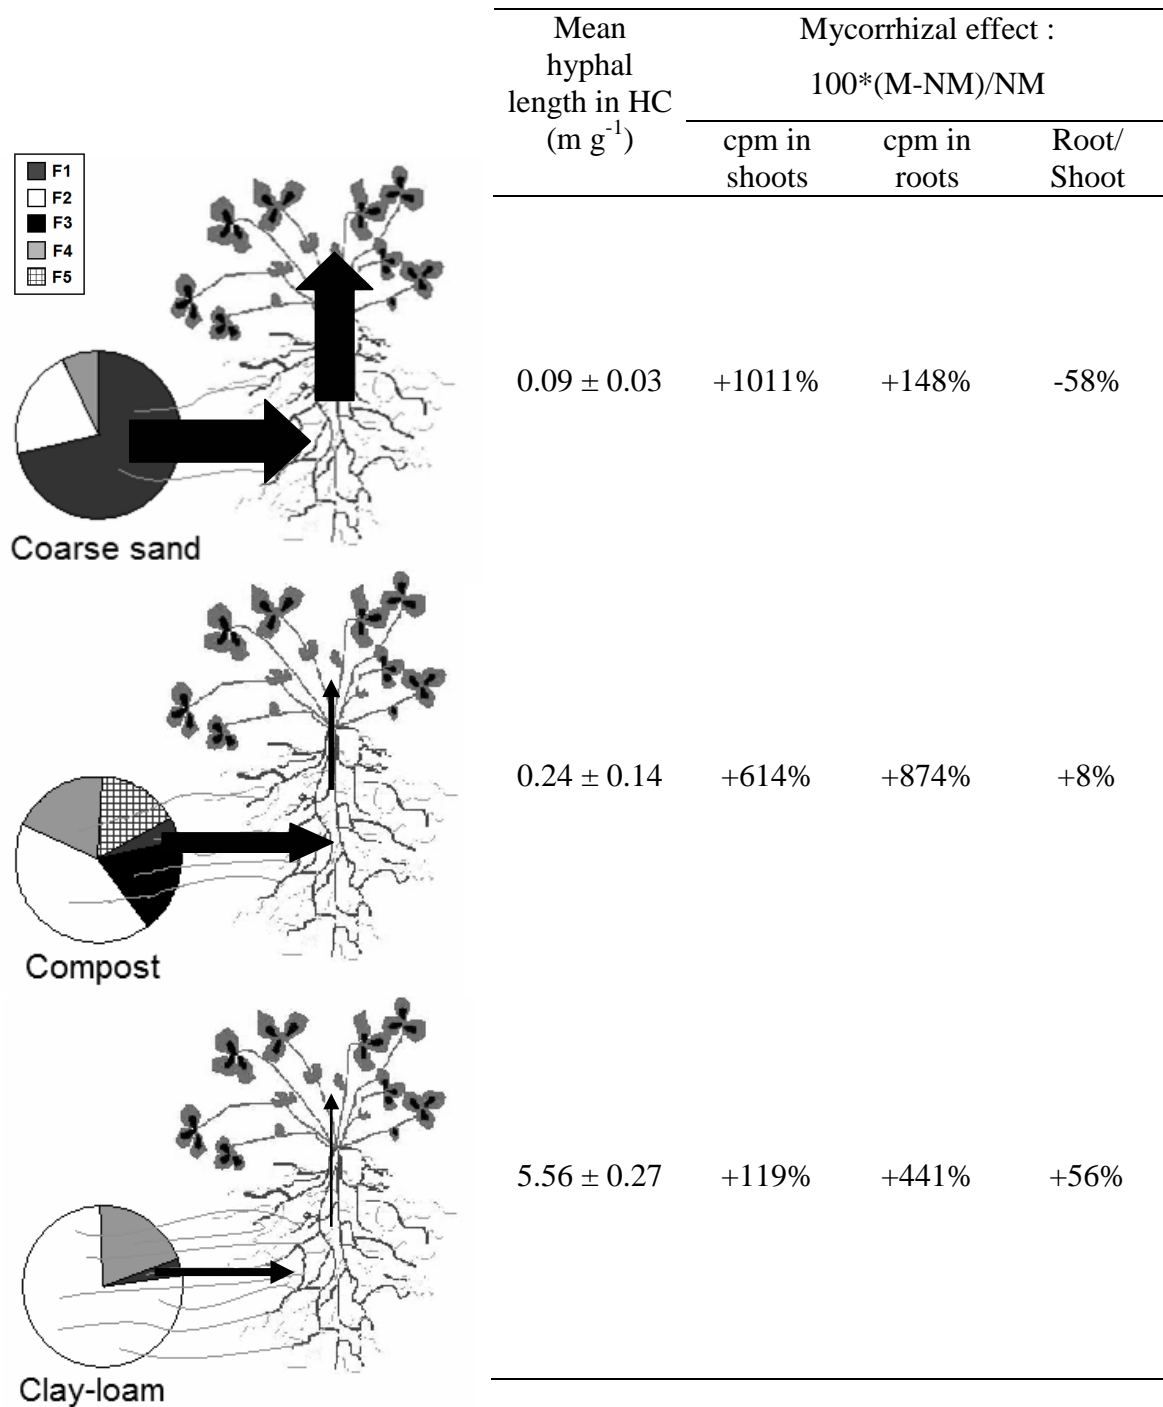 Mean
hyphal
length in HC
(m g⁻¹)
Mycorrhizal effect :
100*(M-NM)/NM
cpm in
shoots
cpm in
roots
Root/
Shoot
F1
F2
F3
F4
F5
Coarse sand
0.09 ± 0.03 +1011% +148% -58%
Compost
0.24 ± 0.14 +614% +874% +8%
Clay-loam
5.56 ± 0.27 +119% +441% +56%